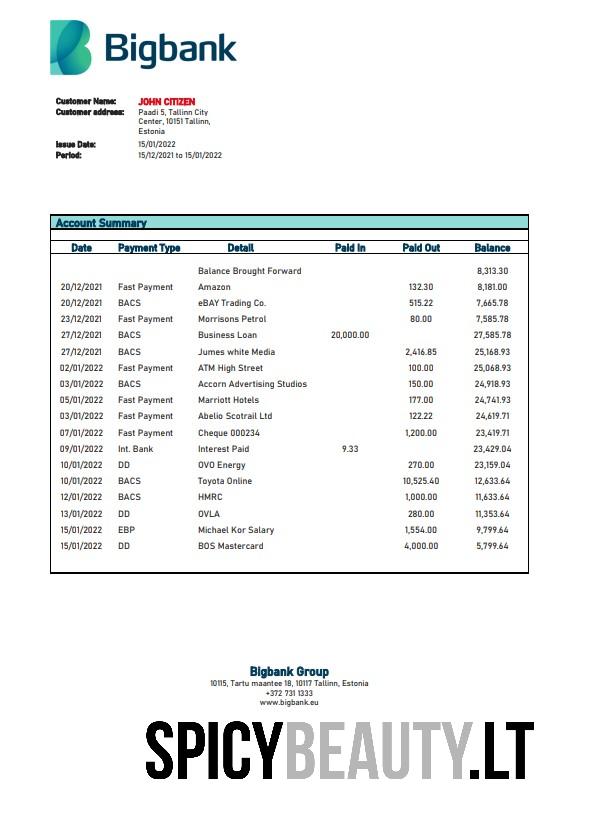 Bigbank
Customer Name: JOHN CITIZEN
Customer address: Paadi 5, Tallinn City
Center, 10151 Tallinn,
Estonia
Issue Date: 15/01/2022
Period: 15/12/2021 to 15/01/2022
Account Summary
Date Payment Type Detail Paid In Paid Out Balance
Balance Brought Forward 8,313.30
20/12/2021 Fast Payment Amazon 132.30 8,181.00
20/12/2021 BACS eBAY Trading Co. 515.22 7,665.78
23/12/2021 Fast Payment Morrisons Petrol 80.00 7,585.78
27/12/2021 BACS Business Loan 20,000.00 27,585.78
27/12/2021 BACS Jumes white Media 2,416.85 25,168.93
02/01/2022 Fast Payment ATM High Street 100.00 25,068.93
03/01/2022 BACS Accorn Advertising Studios 150.00 24,918.93
05/01/2022 Fast Payment Marriott Hotels 177.00 24,741.93
03/01/2022 Fast Payment Abelio Scotrail Ltd 122.22 24,619.71
07/01/2022 Fast Payment Cheque 000234 1,200.00 23,419.71
09/01/2022 Int. Bank Interest Paid 9.33 23,429.04
10/01/2022 DD OVO Energy 270.00 23,159.04
10/01/2022 BACS Toyota Online 10,525.40 12,633.64
12/01/2022 BACS HMRC 1,000.00 11,633.64
13/01/2022 DD OVLA 280.00 11,353.64
15/01/2022 EBP Michael Kor Salary 1,554.00 9,799.64
15/01/2022 DD BOS Mastercard 4,000.00 5,799.64
Bigbank Group
10115, Tartu maantee 18, 10117 Tallinn, Estonia
+372 731 1333
www.bigbank.eu
SPICYBEAUTY.LT